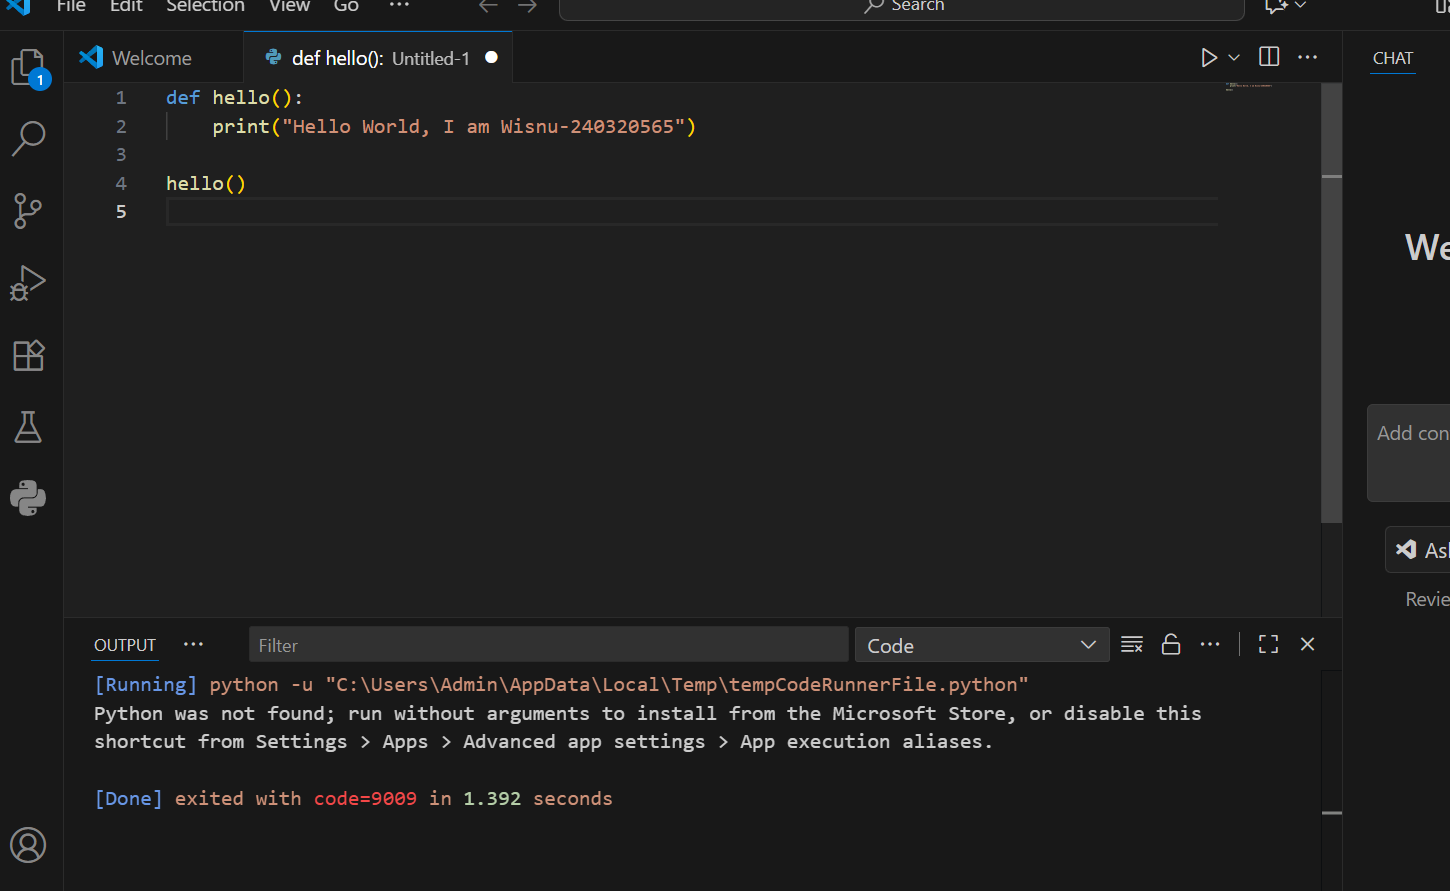 File Edit Selection View Go ···
Search
1
Welcome
def hello(): Untitled-1
CHAT
1 def hello():
2     print("Hello World, I am Wisnu-240320565")
3
4 hello()
5
We
Add con
As
Revie
OUTPUT ···
Filter
Code
[Running] python -u "C:\Users\Admin\AppData\Local\Temp\tempCodeRunnerFile.python"
Python was not found; run without arguments to install from the Microsoft Store, or disable this
shortcut from Settings > Apps > Advanced app settings > App execution aliases.
[Done] exited with code=9009 in 1.392 seconds